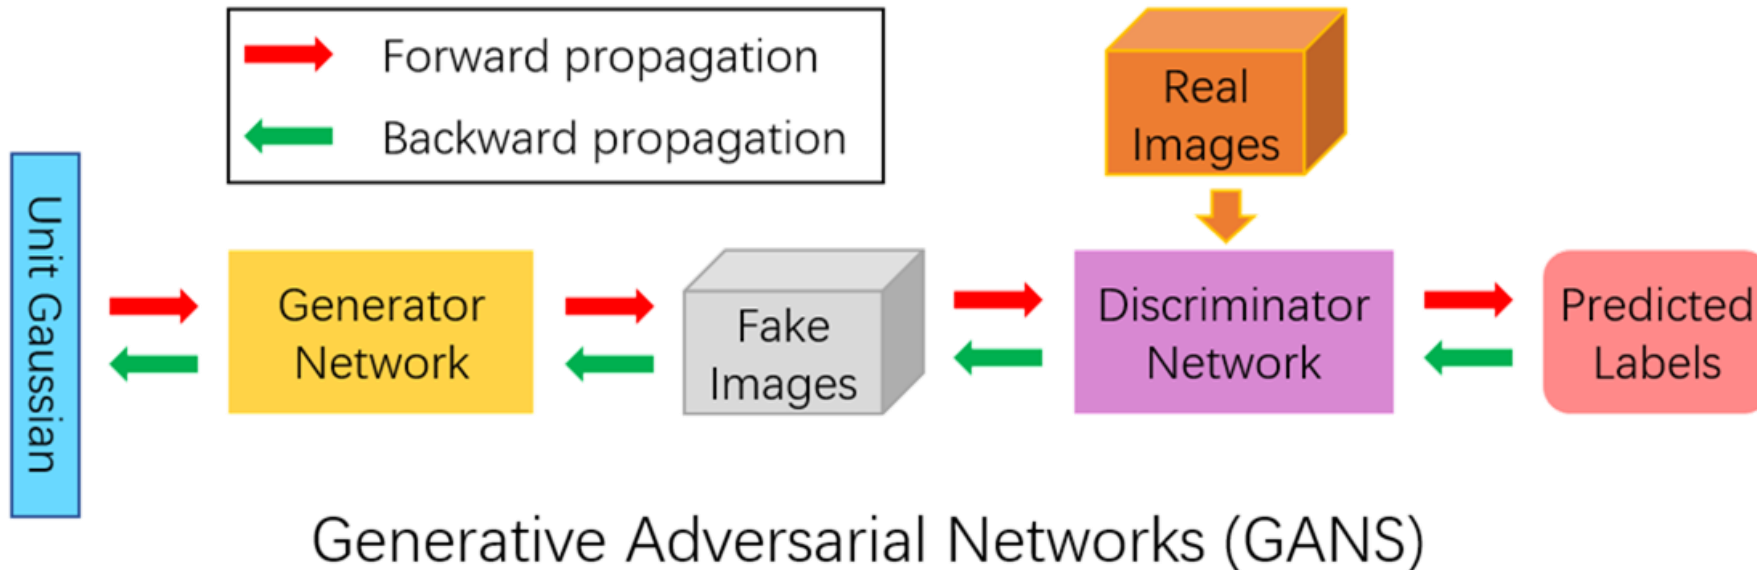 Forward propagation
Backward propagation
Real
Images
Unit Gaussian
Generator
Network
Fake
Images
Discriminator
Network
Predicted
Labels
Generative Adversarial Networks (GANS)